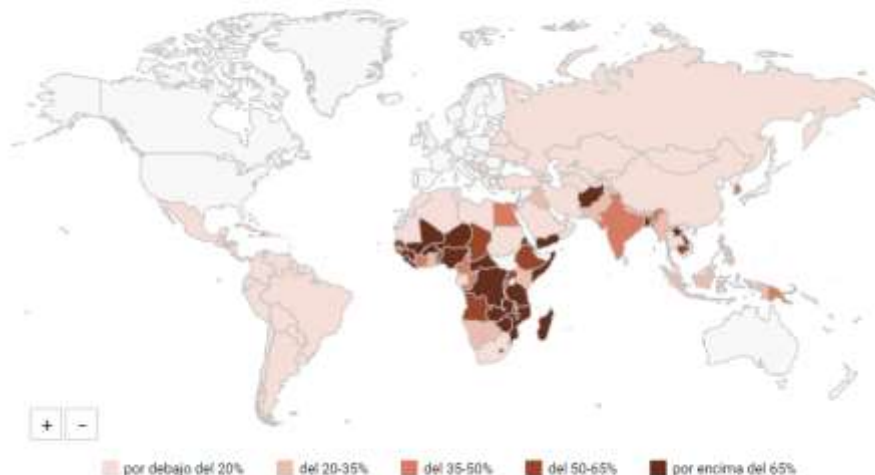 + −
por debajo del 20% del 20-35% del 35-50% del 50-65% por encima del 65%